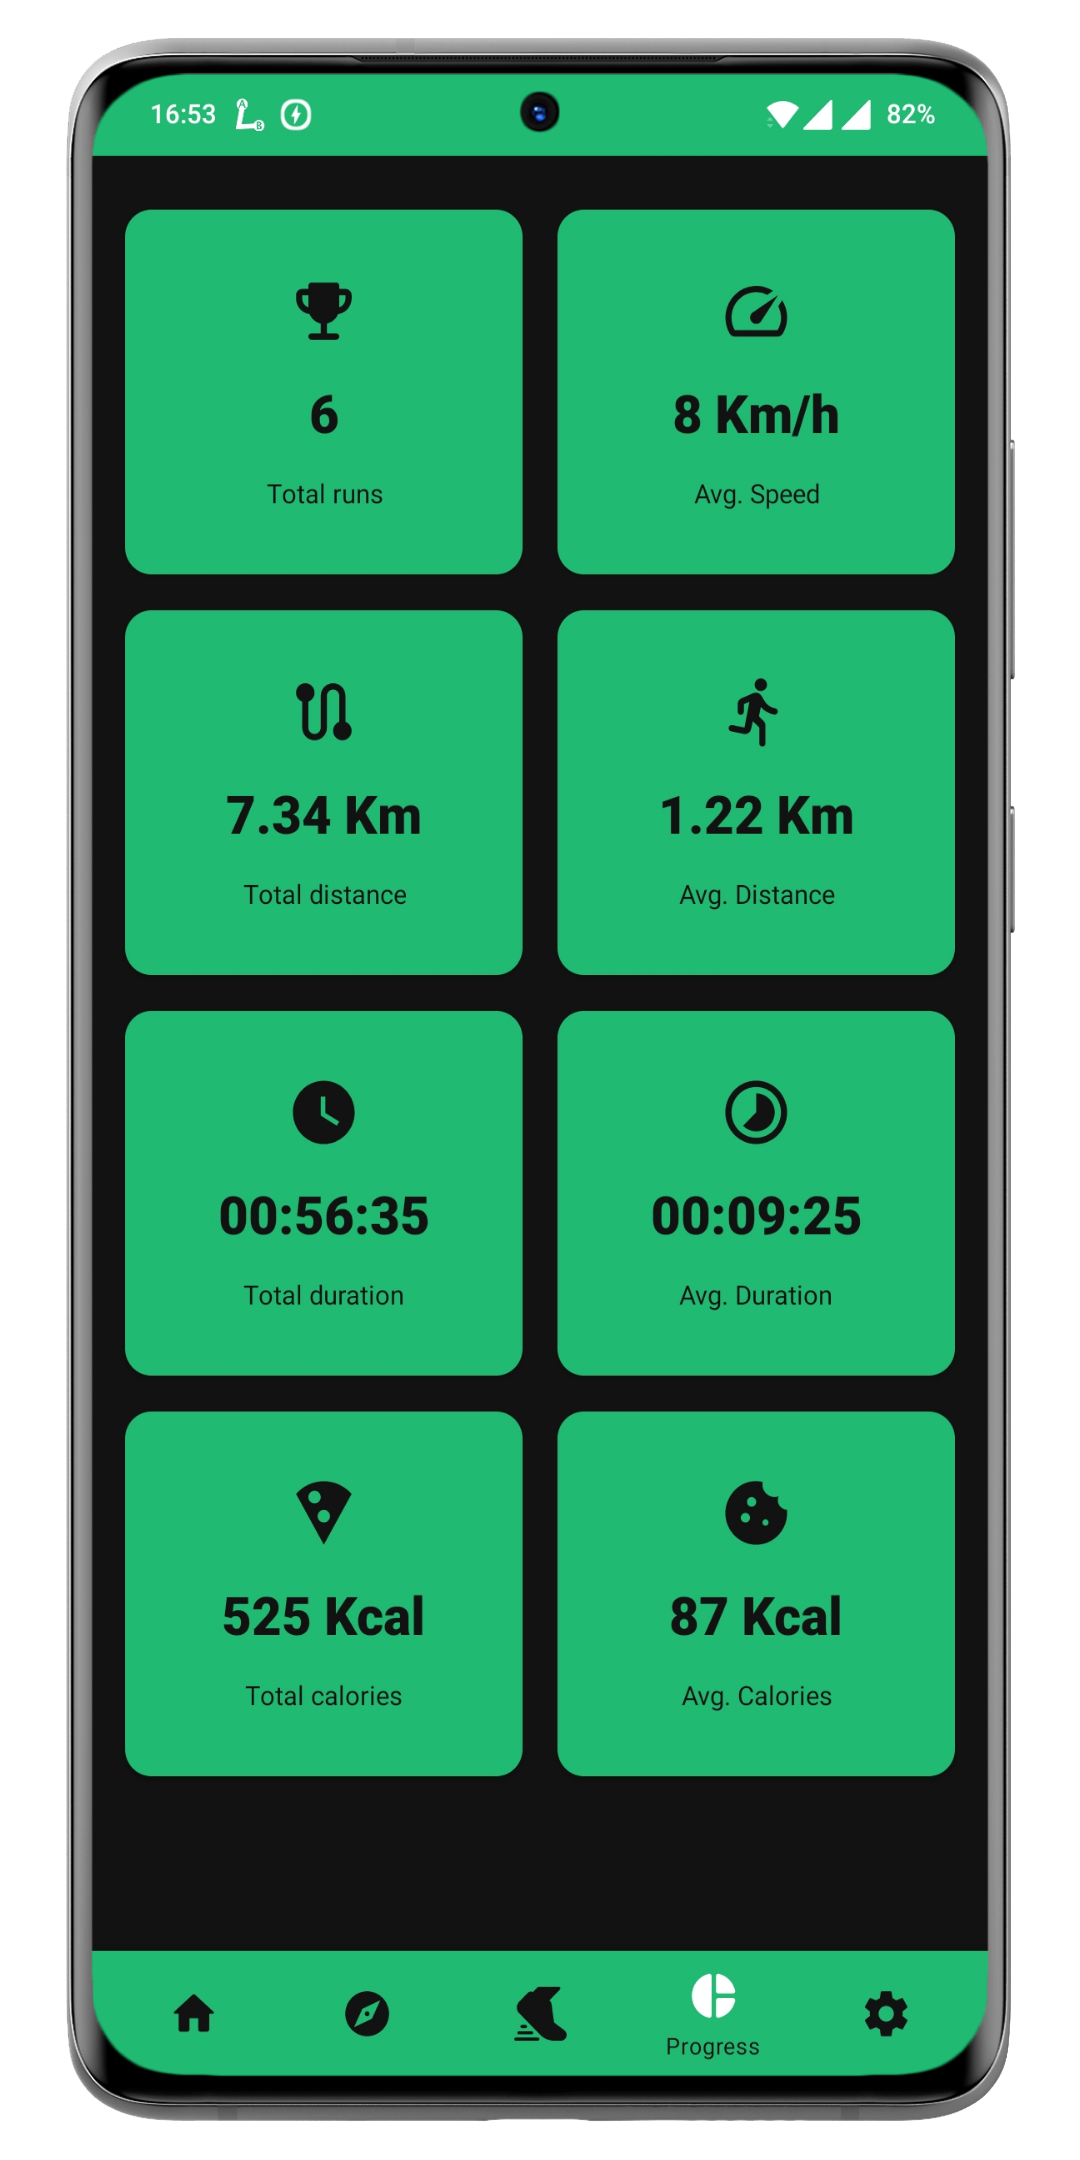 16:53
82%
6
Total runs
8 Km/h
Avg. Speed
7.34 Km
Total distance
1.22 Km
Avg. Distance
00:56:35
Total duration
00:09:25
Avg. Duration
525 Kcal
Total calories
87 Kcal
Avg. Calories
Progress